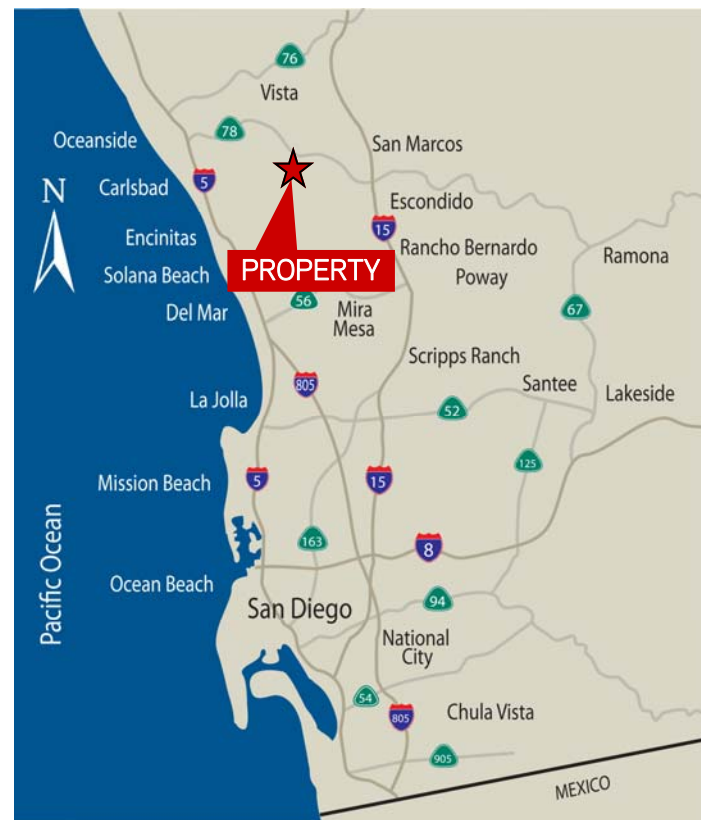 76
Vista
78
Oceanside
San Marcos
N
Carlsbad
5
Escondido
15
Encinitas
Rancho Bernardo
Solana Beach
PROPERTY
Poway
Ramona
56
Del Mar
Mira
Mesa
67
Scripps Ranch
805
Santee
Lakeside
La Jolla
52
125
Mission Beach
5
15
Pacific Ocean
163
8
Ocean Beach
94
San Diego
National
City
54
805
Chula Vista
905
MEXICO